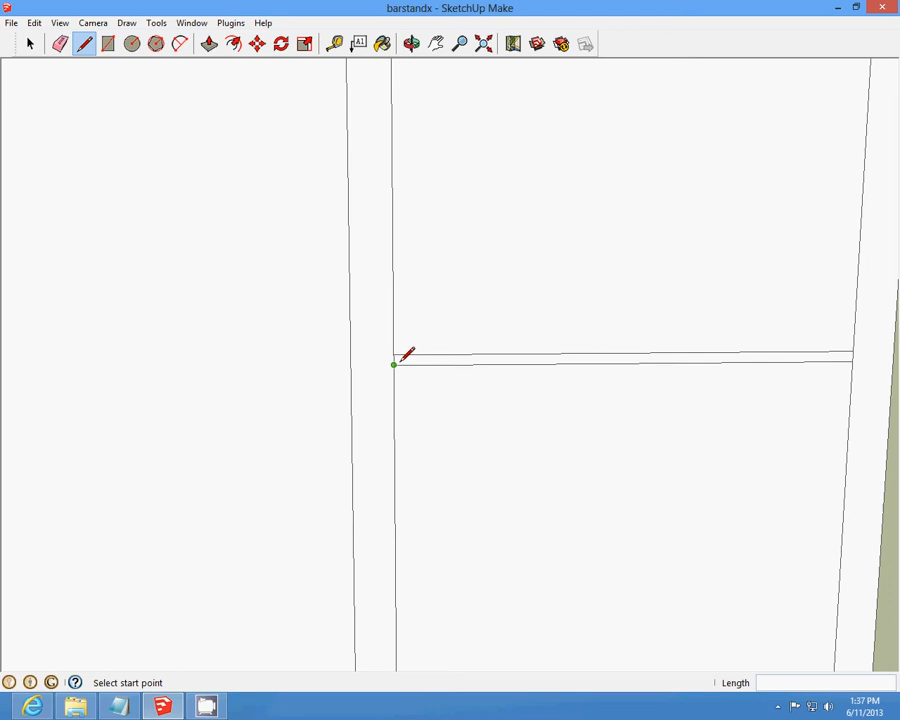 barstandx - SketchUp Make
File Edit View Camera Draw Tools Window Plugins Help
A1
Select start point
Length
1:37 PM
6/11/2013